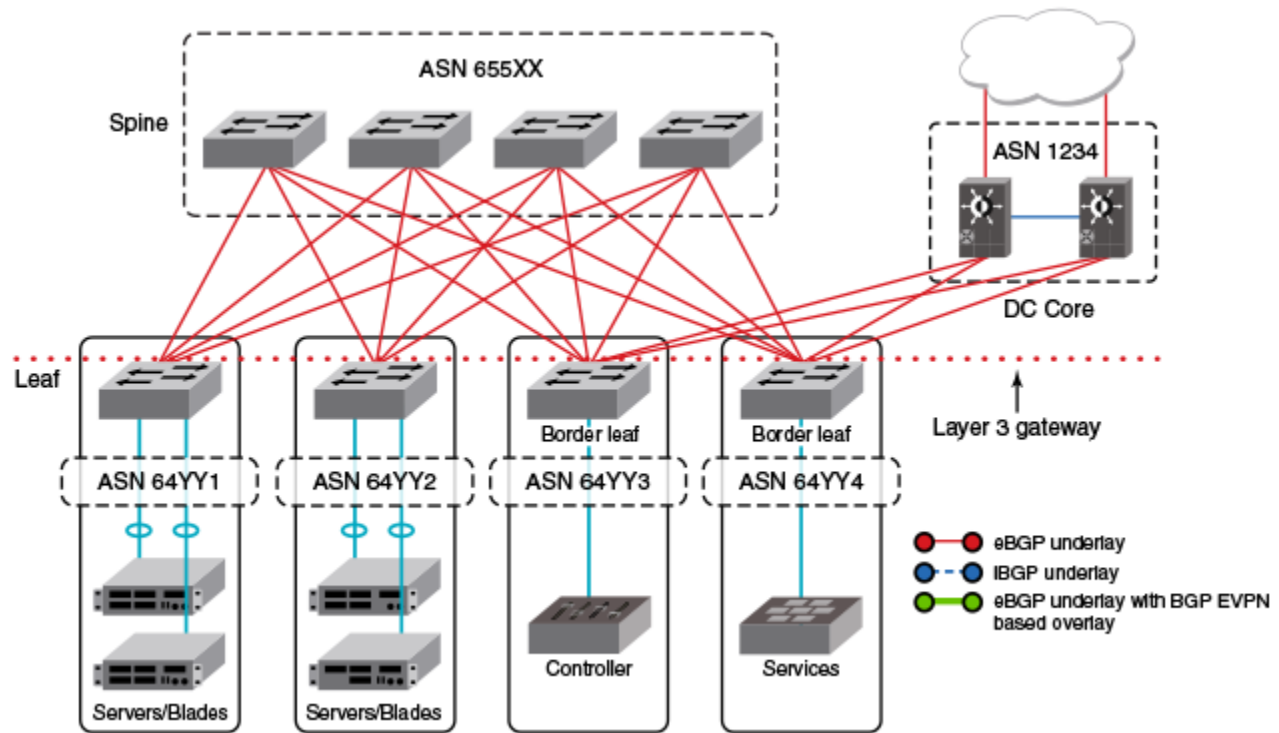 ASN 655XX
Spine
ASN 1234
DC Core
Leaf
Layer 3 gateway
Border leaf
Border leaf
ASN 64YY1
ASN 64YY2
ASN 64YY3
ASN 64YY4
eBGP underlay
IBGP underlay
eBGP underlay with BGP EVPN
based overlay
Controller
Services
Servers/Blades
Servers/Blades